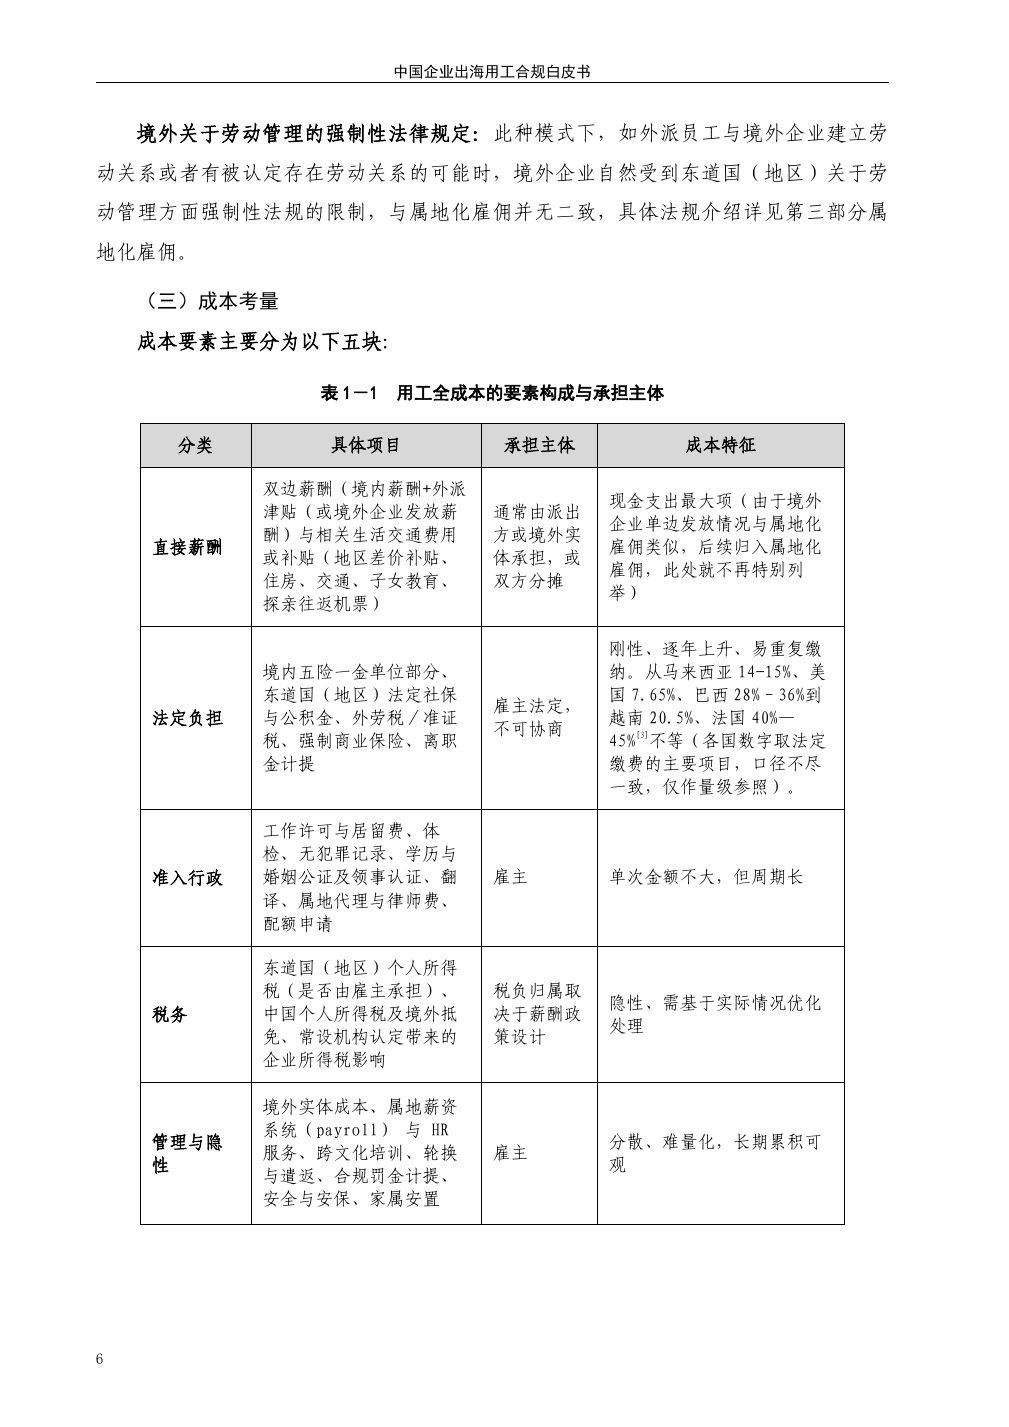 中国企业出海用工合规白皮书
境外关于劳动管理的强制性法律规定：此种模式下，如外派员工与境外企业建立劳
动关系或者有被认定存在劳动关系的可能时，境外企业自然受到东道国（地区）关于劳
动管理方面强制性法规的限制，与属地化雇佣并无二致，具体法规介绍详见第三部分属
地化雇佣。
（三）成本考量
成本要素主要分为以下五块：
表1－1 用工全成本的要素构成与承担主体
分类 具体项目 承担主体 成本特征
直接薪酬
双边薪酬（境内薪酬+外派
津贴（或境外企业发放薪
酬）与相关生活交通费用
或补贴（地区差价补贴、
住房、交通、子女教育、
探亲往返机票）
通常由派出
方或境外实
体承担，或
双方分摊
现金支出最大项（由于境外
企业单边发放情况与属地化
雇佣类似，后续归入属地化
雇佣，此处就不再特别列
举）
法定负担
境内五险一金单位部分、
东道国（地区）法定社保
与公积金、外劳税／准证
税、强制商业保险、离职
金计提
雇主法定，
不可协商
刚性、逐年上升、易重复缴
纳。从马来西亚 14-15%、美
国 7.65%、巴西 28%–36%到
越南 20.5%、法国 40%—
45%[3]不等（各国数字取法定
缴费的主要项目，口径不尽
一致，仅作量级参照）。
准入行政
工作许可与居留费、体
检、无犯罪记录、学历与
婚姻公证及领事认证、翻
译、属地代理与律师费、
配额申请
雇主
单次金额不大，但周期长
税务
东道国（地区）个人所得
税（是否由雇主承担）、
中国个人所得税及境外抵
免、常设机构认定带来的
企业所得税影响
税负归属取
决于薪酬政
策设计
隐性、需基于实际情况优化
处理
管理与隐
性
境外实体成本、属地薪资
系统（payroll） 与 HR
服务、跨文化培训、轮换
与遣返、合规罚金计提、
安全与安保、家属安置
雇主
分散、难量化，长期累积可
观
6